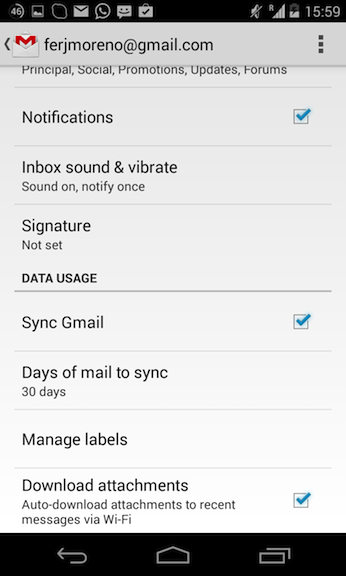 46
R
15:59
ferjmoreno@gmail.com
Principal, Social, Promotions, Updates, Forums
Notifications
Inbox sound & vibrate
Sound on, notify once
Signature
Not set
DATA USAGE
Sync Gmail
Days of mail to sync
30 days
Manage labels
Download attachments
Auto-download attachments to recent
messages via Wi-Fi